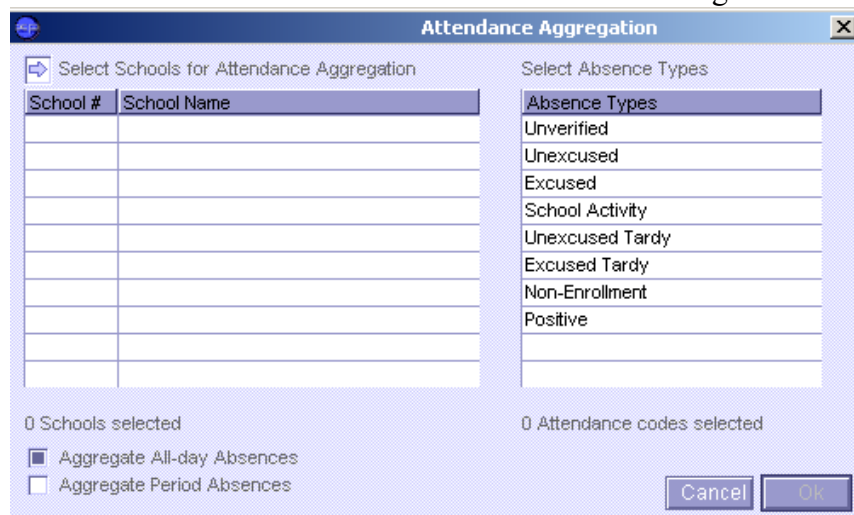 Attendance Aggregation
Select Schools for Attendance Aggregation
Select Absence Types
School # School Name
Absence Types
Unverified
Unexcused
Excused
School Activity
Unexcused Tardy
Excused Tardy
Non-Enrollment
Positive
0 Schools selected
0 Attendance codes selected
Aggregate All-day Absences
Aggregate Period Absences
Cancel
Ok